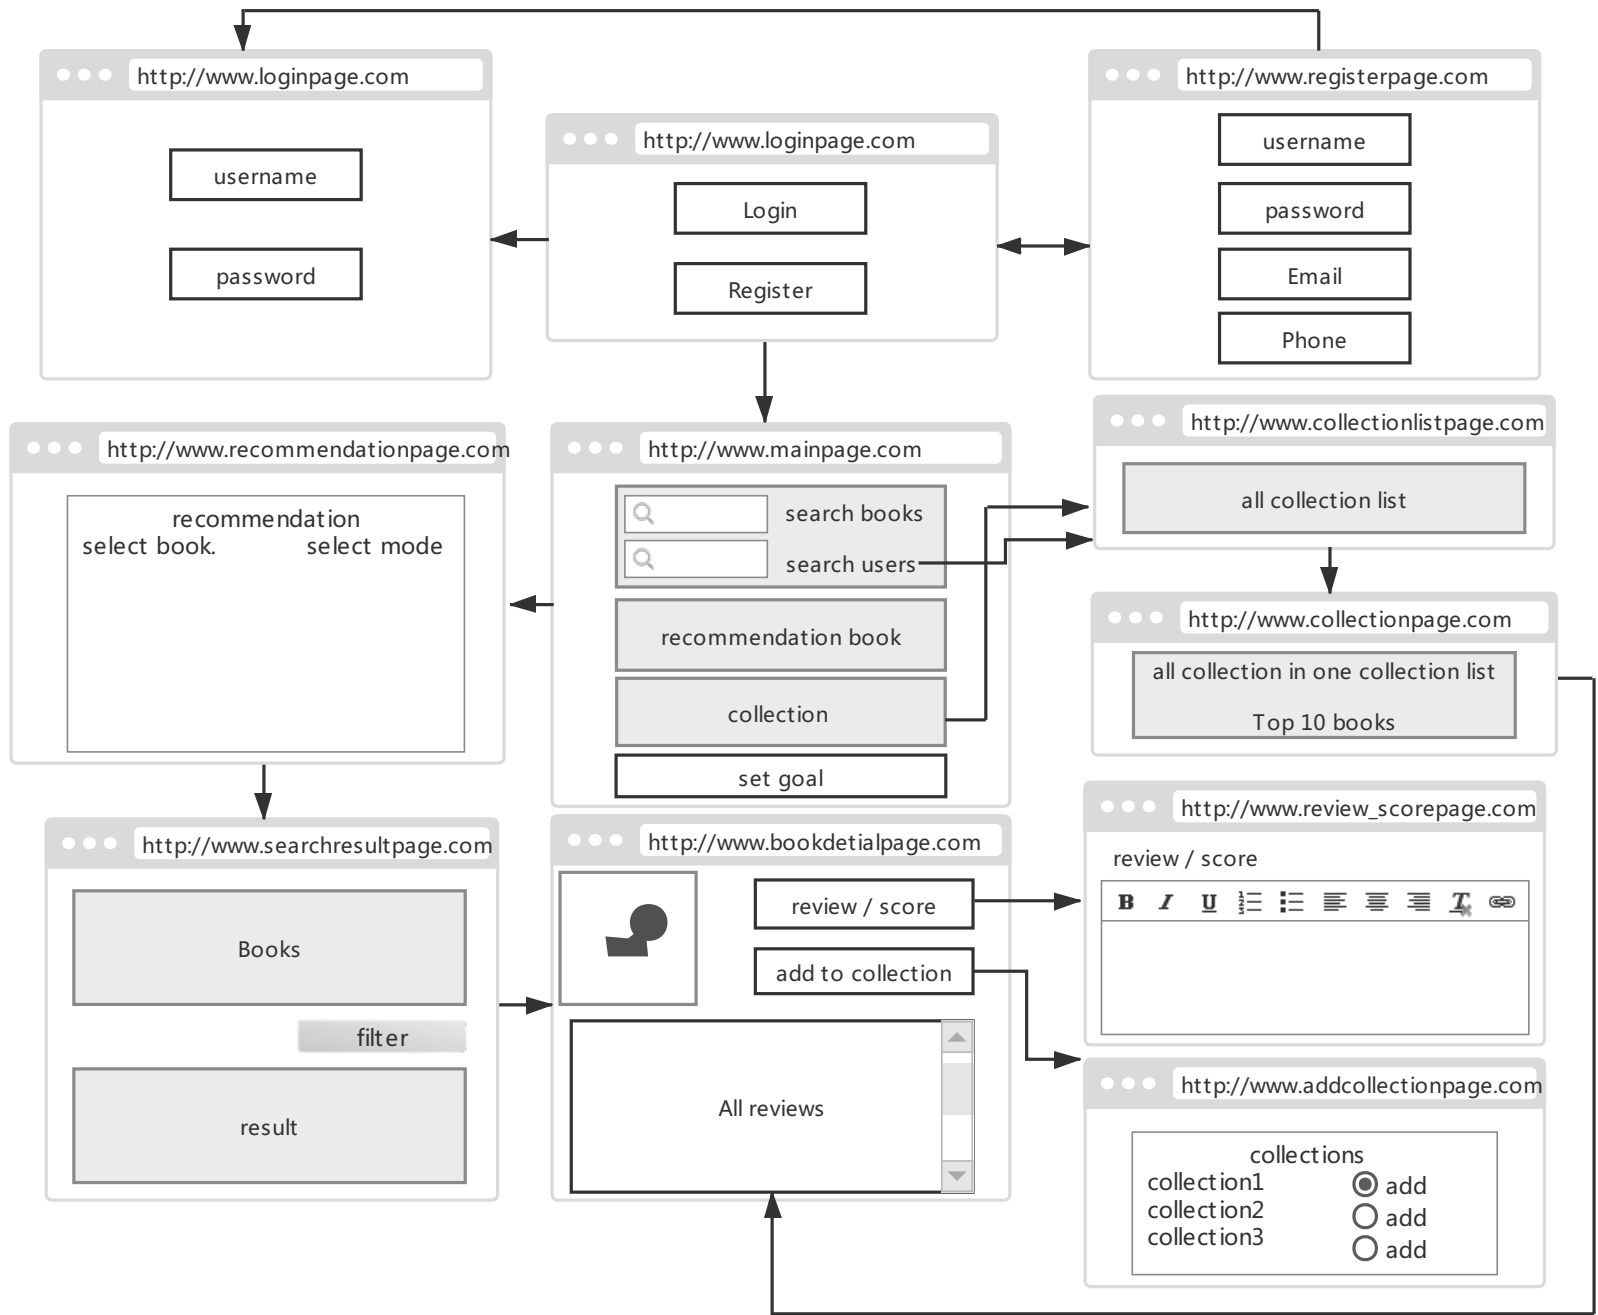 http://www.loginpage.com
username
password
http://www.loginpage.com
Login
Register
http://www.registerpage.com
username
password
Email
Phone
http://www.recommendationpage.com
recommendation
select book. select mode
http://www.mainpage.com
search books
search users
recommendation book
collection
set goal
http://www.collectionlistpage.com
all collection list
http://www.collectionpage.com
all collection in one collection list
Top 10 books
http://www.searchresultpage.com
Books
filter
result
http://www.bookdetialpage.com
review / score
add to collection
All reviews
http://www.review_scorepage.com
review / score
B I U
http://www.addcollectionpage.com
collections
collection1 add
collection2 add
collection3 add